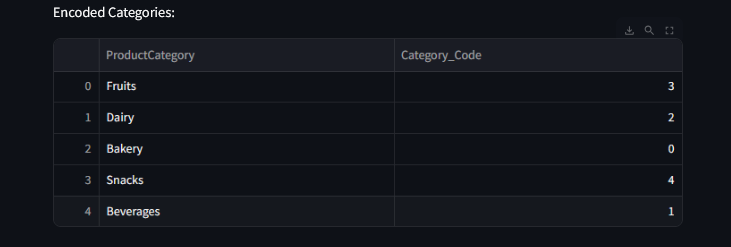 Encoded Categories:
ProductCategory Category_Code
0 Fruits 3
1 Dairy 2
2 Bakery 0
3 Snacks 4
4 Beverages 1